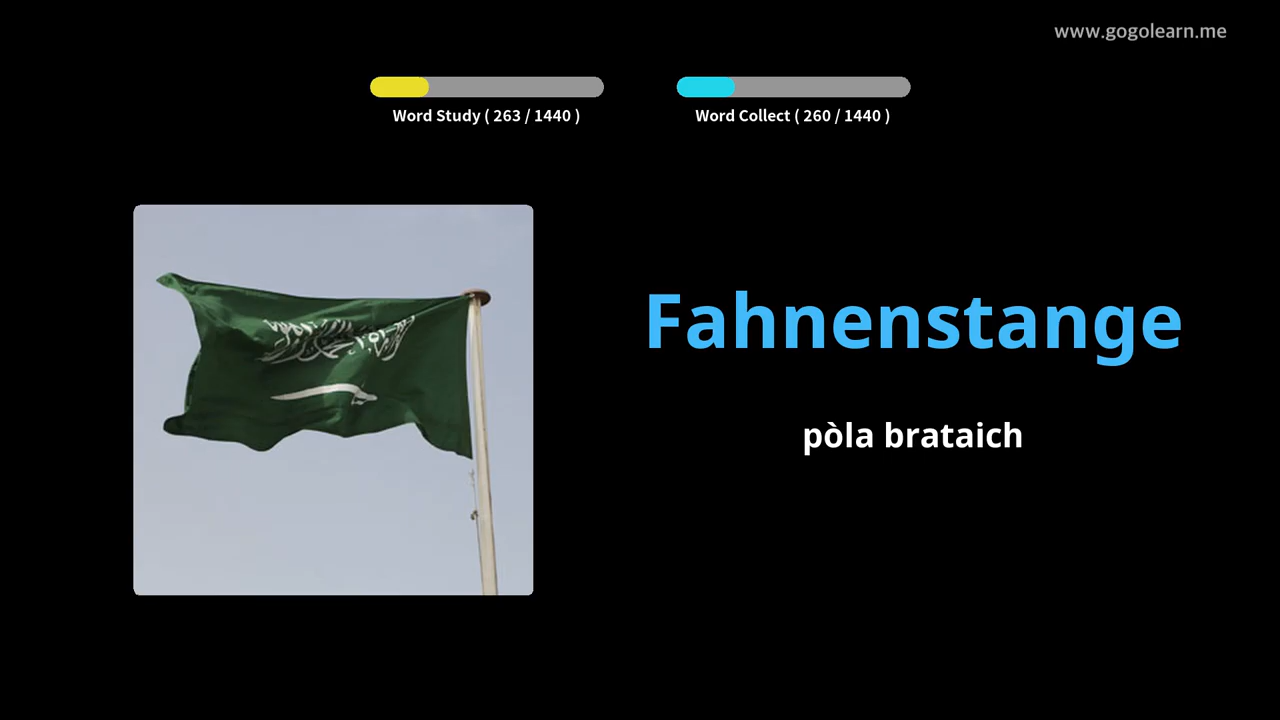 www.gogolearn.me
Word Study ( 263 / 1440 )
Word Collect ( 260 / 1440 )
Fahnenstange
pòla brataich